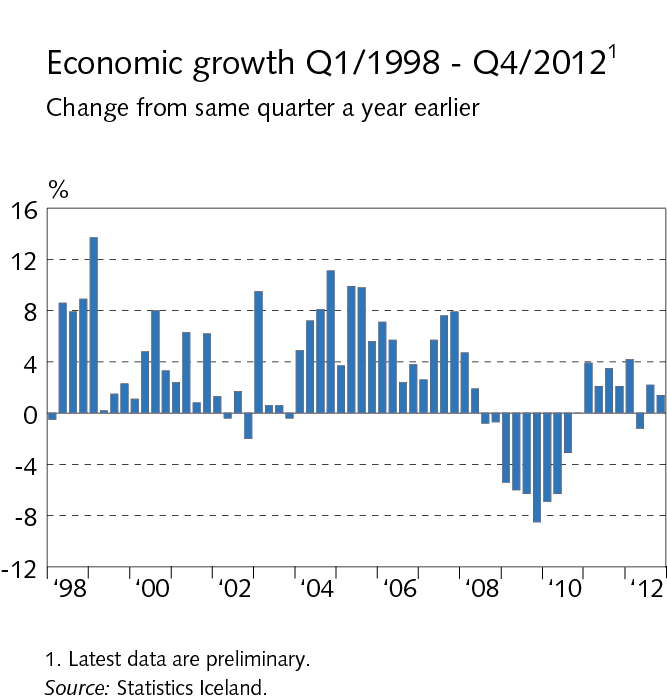 Economic growth Q1/1998 - Q4/2012¹
Change from same quarter a year earlier
%
16
12
8
4
0
-4
-8
-12
‘98 ‘00 ‘02 ‘04 ‘06 ‘08 ‘10 ‘12
1. Latest data are preliminary.
Source: Statistics Iceland.